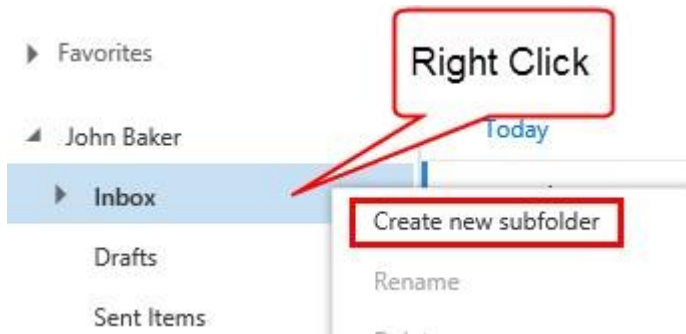 Favorites
Right Click
John Baker
Today
Inbox
Create new subfolder
Drafts
Rename
Sent Items